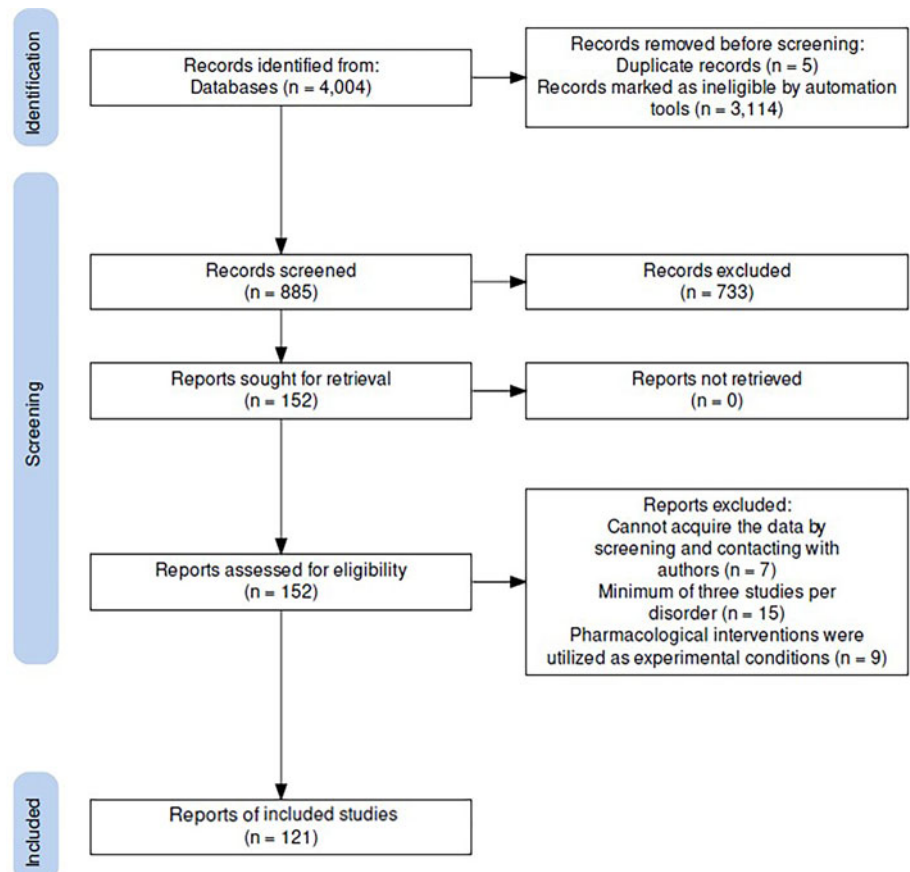 Identification
Records identified from:
Databases (n = 4,004)
Records removed before screening:
Duplicate records (n = 5)
Records marked as ineligible by automation
tools (n = 3,114)
Screening
Records screened
(n = 885)
Records excluded
(n = 733)
Reports sought for retrieval
(n = 152)
Reports not retrieved
(n = 0)
Reports assessed for eligibility
(n = 152)
Reports excluded:
Cannot acquire the data by
screening and contacting with
authors (n = 7)
Minimum of three studies per
disorder (n = 15)
Pharmacological interventions were
utilized as experimental conditions (n = 9)
Included
Reports of included studies
(n = 121)